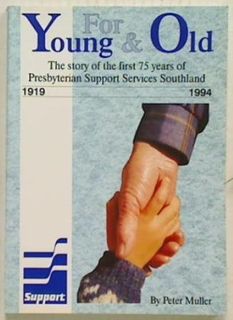 For
Young & Old
The story of the first 75 years of
Presbyterian Support Services Southland
1919 1994
Support
By Peter Muller